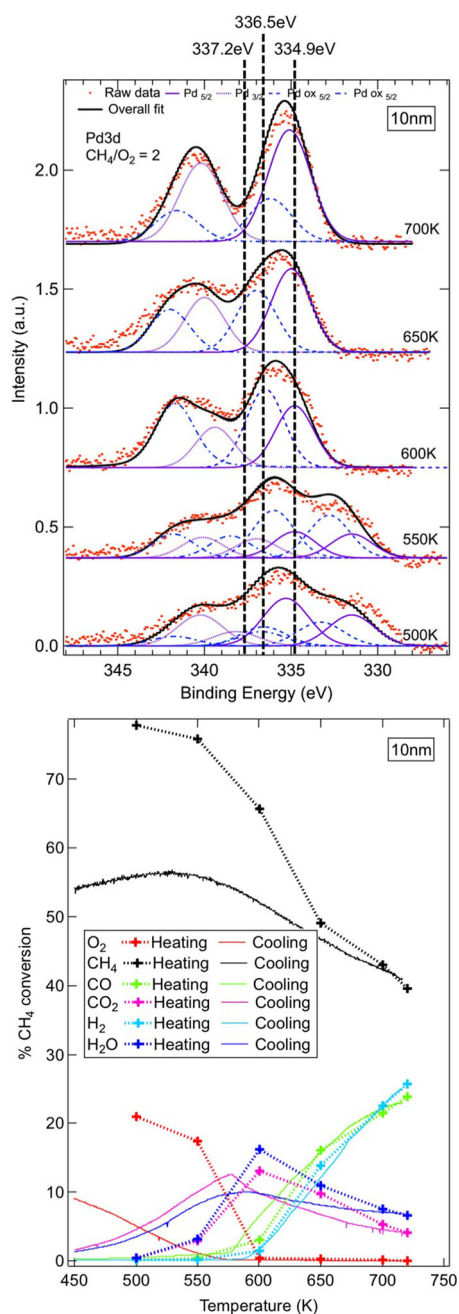 336.5eV
337.2eV 334.9eV
Raw data Pd 5/2 Pd 3/2 Pd ox 5/2 Pd ox 5/2
Overall fit
10nm
Pd3d
CH4/O2 = 2
2.0
700K
1.5
650K
Intensity (a.u.)
1.0
600K
0.5
550K
500K
0.0
345 340 335 330
Binding Energy (eV)
10nm
70
60
50
O2 Heating Cooling
CH4 Heating Cooling
40
CO Heating Cooling
CO2 Heating Cooling
H2 Heating Cooling
30
H2O Heating Cooling
% CH4 conversion
20
10
0
450 500 550 600 650 700 750
Temperature (K)